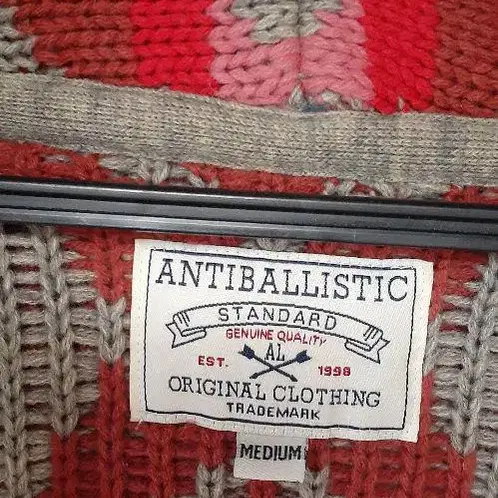 ANTIBALLISTIC
STANDARD
GENUINE QUALITY
AL
EST. 1998
ORIGINAL CLOTHING
TRADEMARK
MEDIUM